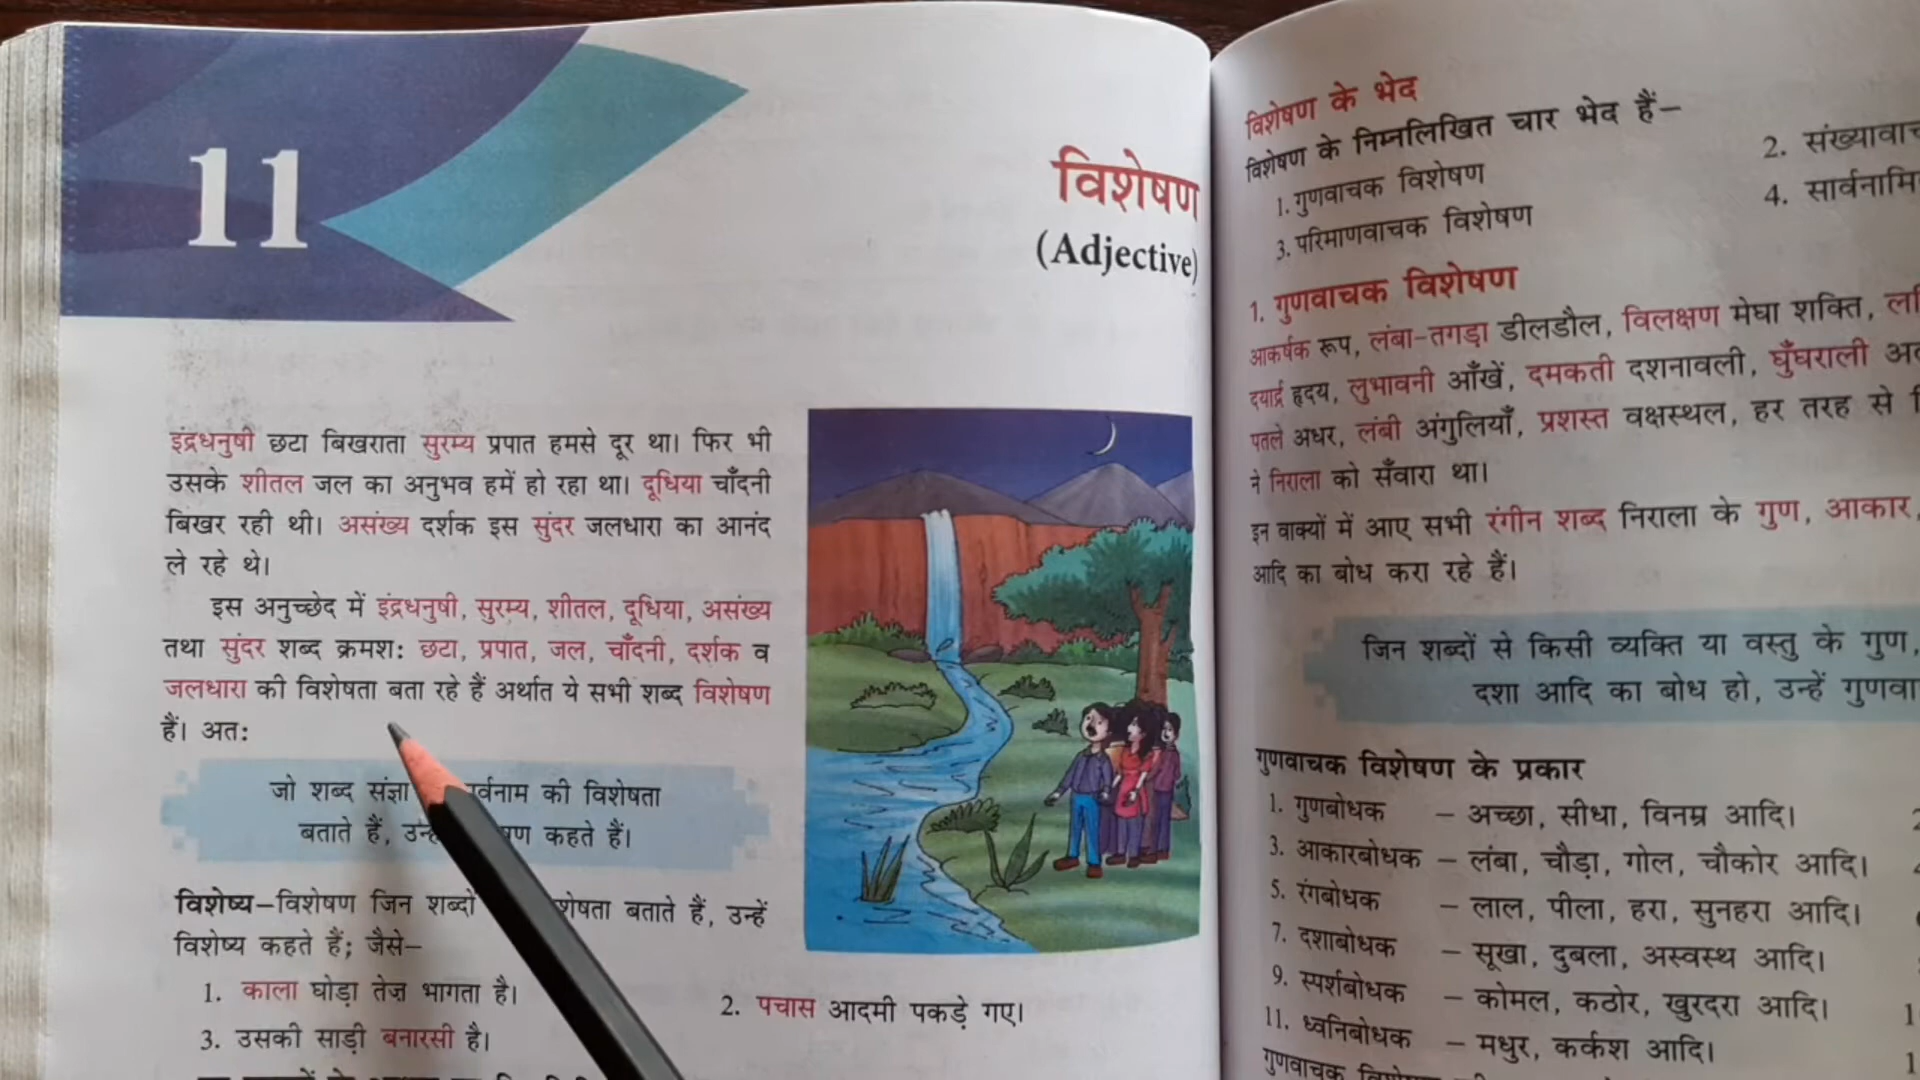 11
विशेषण
(Adjective)
इंद्रधनुषी छटा बिखराता सुरम्य प्रपात हमसे दूर था। फिर भी
उसके शीतल जल का अनुभव हमें हो रहा था। दूधिया चाँदनी
बिखर रही थी। असंख्य दर्शक इस सुंदर जलधारा का आनंद
ले रहे थे।
इस अनुच्छेद में इंद्रधनुषी, सुरम्य, शीतल, दूधिया, असंख्य
तथा सुंदर शब्द क्रमशः छटा, प्रपात, जल, चाँदनी, दर्शक व
जलधारा की विशेषता बता रहे हैं अर्थात ये सभी शब्द विशेषण
हैं। अतः
जो शब्द संज्ञा की विशेषता
बताते हैं, कहते हैं।
विशेष्य–विशेषण जिन शब्दों बताते हैं, उन्हें
विशेष्य कहते हैं; जैसे–
1. काला घोड़ा तेज़ भागता है।
2. पचास आदमी पकड़े गए।
3. उसकी साड़ी बनारसी है।
विशेषण के भेद
विशेषण के निम्नलिखित चार भेद हैं–
1. गुणवाचक विशेषण 2.
3. परिमाणवाचक विशेषण 4.
1. गुणवाचक विशेषण
आकर्षक रूप, लंबा-तगड़ा डीलडौल, विलक्षण मेघा शक्ति,
दयार्द्र हृदय, लुभावनी आँखें, दमकती दशनावली, घुँघराली
पतले अधर, लंबी अंगुलियाँ, प्रशस्त वक्षस्थल, हर तरह से
ने निराला को सँवारा था।
इन वाक्यों में आए सभी रंगीन शब्द निराला के गुण, आकार,
आदि का बोध करा रहे हैं।
जिन शब्दों से किसी व्यक्ति या वस्तु के गुण,
दशा आदि का बोध हो, उन्हें
गुणवाचक विशेषण के प्रकार
1. गुणबोधक – अच्छा, सीधा, विनम्र आदि।
3. आकारबोधक – लंबा, चौड़ा, गोल, चौकोर आदि।
5. रंगबोधक – लाल, पीला, हरा, सुनहरा आदि।
7. दशाबोधक – सूखा, दुबला, अस्वस्थ आदि।
9. स्पर्शबोधक – कोमल, कठोर, खुरदरा आदि।
11. ध्वनिबोधक – मधुर, कर्कश आदि।
गुणवाचक